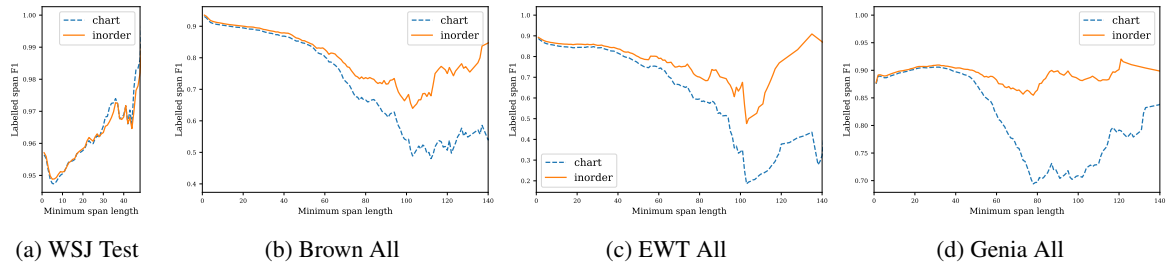 1.00
0.99
0.98
0.97
0.96
0.95
Labelled span F1
0 10 20 30 40
Minimum span length
chart
inorder
(a) WSJ Test
0.9
0.8
0.7
0.6
0.5
0.4
Labelled span F1
0 20 40 60 80 100 120 140
Minimum span length
chart
inorder
(b) Brown All
1.0
0.9
0.8
0.7
0.6
0.5
0.4
0.3
0.2
Labelled span F1
0 20 40 60 80 100 120 140
Minimum span length
chart
inorder
(c) EWT All
1.00
0.95
0.90
0.85
0.80
0.75
0.70
Labelled span F1
0 20 40 60 80 100 120 140
Minimum span length
chart
inorder
(d) Genia All